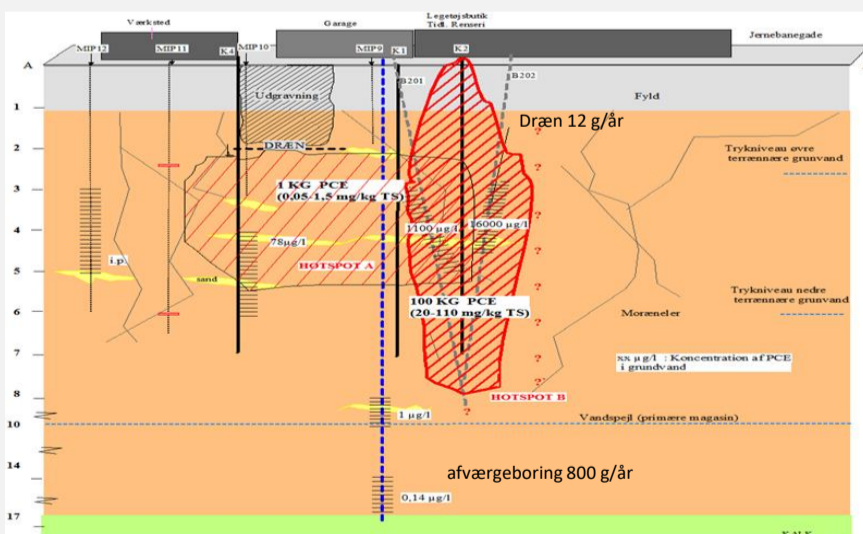 Legetøjsbutik
Tidl. Renseri
Værksted
Garage
Jernebanegade
MIP12
MIP11
K4
MIP10
MIP9
K1
K2
A
B201
B202
Udgravning
Fyld
1
Dræn 12 g/år
?
DRÆN
2
?
Trykniveau øvre
terrænnære grunvand
1 KG PCE
(0,05-1,5 mg/kg TS)
3
?
?
1100 µg/l
16000 µg/l
4
78µg/l
?
i.p.
HOTSPOT A
5
sand
?
Trykniveau nedre
terrænnære grunvand
100 KG PCE
(20-110 mg/kg TS)
6
?
Moræneler
7
?
xx µg/l : Koncentration af PCE
i grundvand
?
8
HOTSPOT B
1 µg/l
?
Vandspejl (primære magasin)
10
14
afværgeboring 800 g/år
0,14 µg/l
17